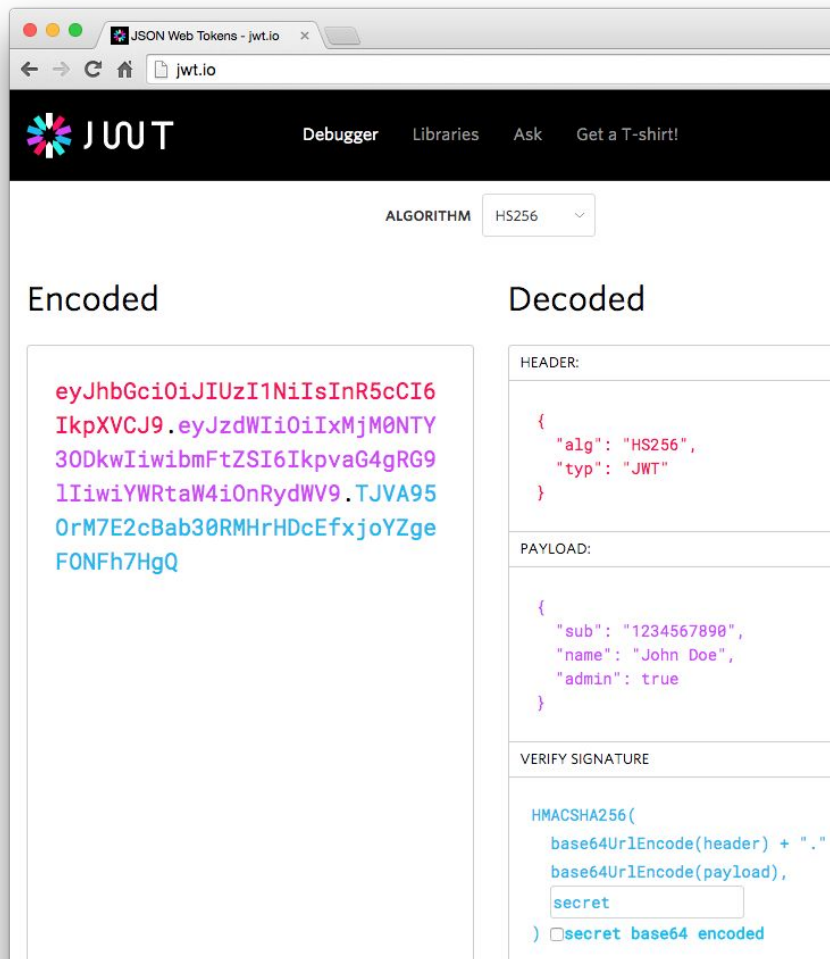 JSON Web Tokens - jwt.io
jwt.io
JWT
Debugger Libraries Ask Get a T-shirt!
ALGORITHM HS256
Encoded
eyJhbGciOiJIUzI1NiIsInR5cCI6
IkpXVCJ9.eyJzdWIiOiIxMjM0NTY
3ODkwIiwibmFtZSI6IkpvaG4gRG9
lIiwiYWRtaW4iOnRydWV9.TJVA95
OrM7E2cBab30RMHrHDcEfxjoYZge
FONFh7HgQ
Decoded
HEADER:
{
"alg": "HS256",
"typ": "JWT"
}
PAYLOAD:
{
"sub": "1234567890",
"name": "John Doe",
"admin": true
}
VERIFY SIGNATURE
HMACSHA256(
base64UrlEncode(header) + "."
base64UrlEncode(payload),
secret
) secret base64 encoded